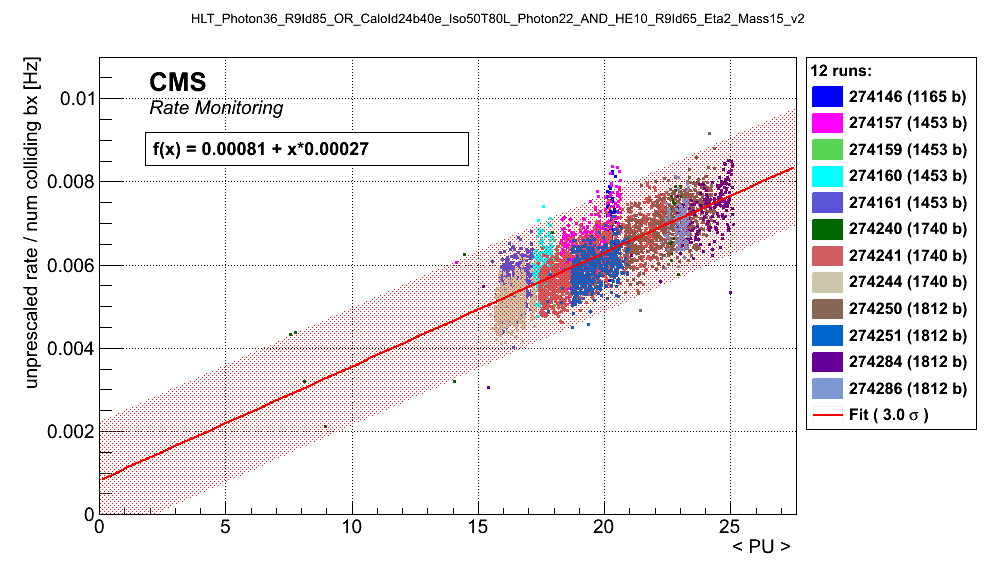 HLT_Photon36_R9Id85_OR_CaloId24b40e_Iso50T80L_Photon22_AND_HE10_R9Id65_Eta2_Mass15_v2
unprescaled rate / num colliding bx [Hz]
CMS
Rate Monitoring
f(x) = 0.00081 + x*0.00027
0.01
0.008
0.006
0.004
0.002
0
0 5 10 15 20 25
< PU >
12 runs:
274146 (1165 b)
274157 (1453 b)
274159 (1453 b)
274160 (1453 b)
274161 (1453 b)
274240 (1740 b)
274241 (1740 b)
274244 (1740 b)
274250 (1812 b)
274251 (1812 b)
274284 (1812 b)
274286 (1812 b)
Fit ( 3.0 σ )